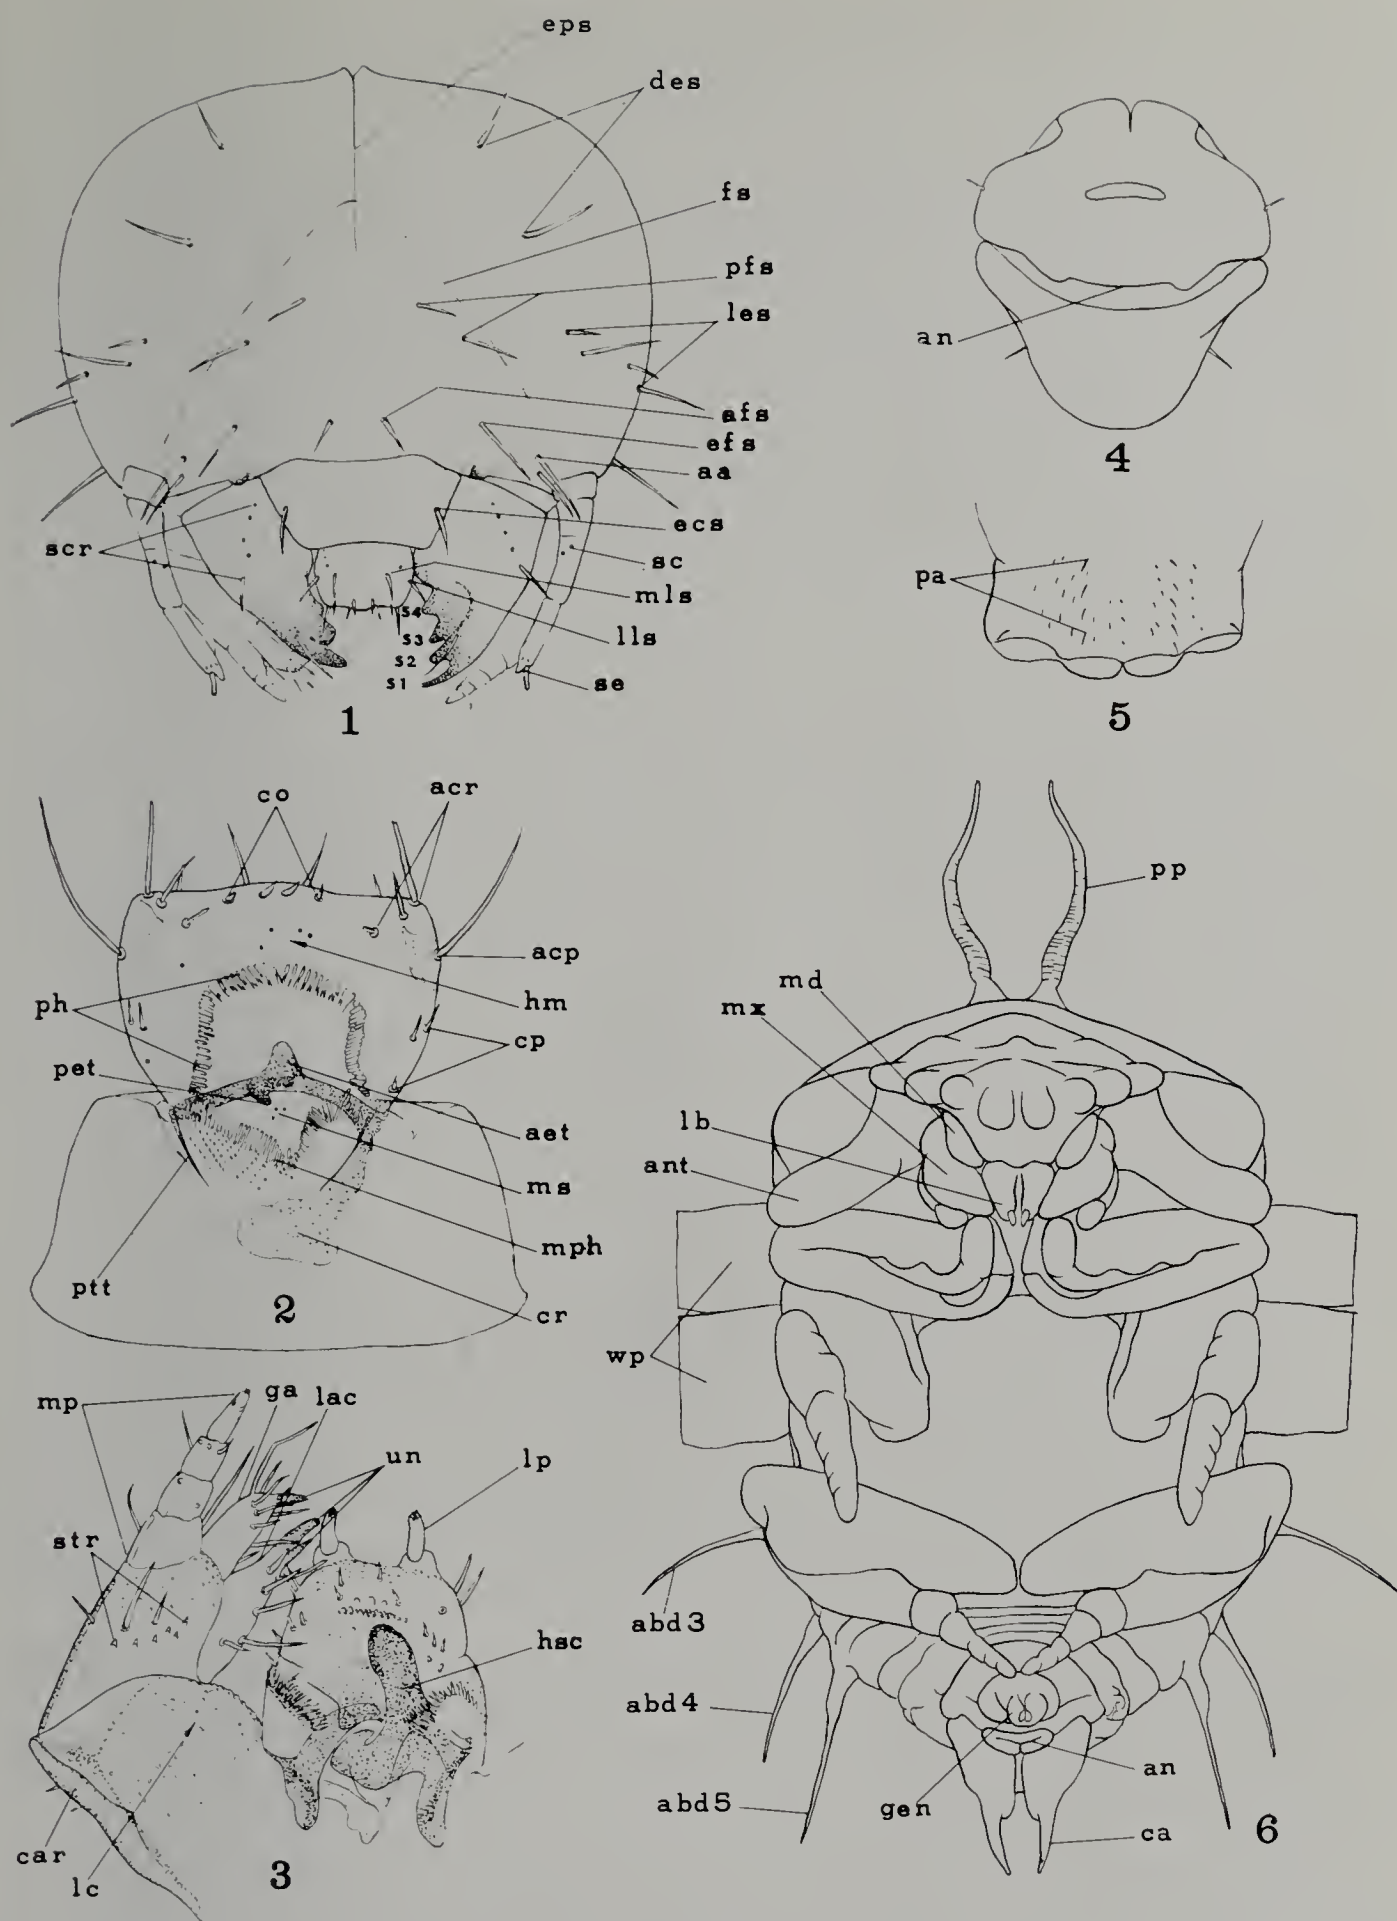 eps
des
fs
pfs
les
afs
efs
aa
ecs
scr
sc
mls
lls
S4
S3
S2
S1
se
1
an
4
pa
5
co
acr
acp
ph
hm
cp
pet
aet
ms
mph
ptt
cr
2
mp
ga
lac
un
lp
str
hsc
car
lc
3
pp
md
mx
lb
ant
wp
abd3
abd4
abd5
gen
an
ca
6